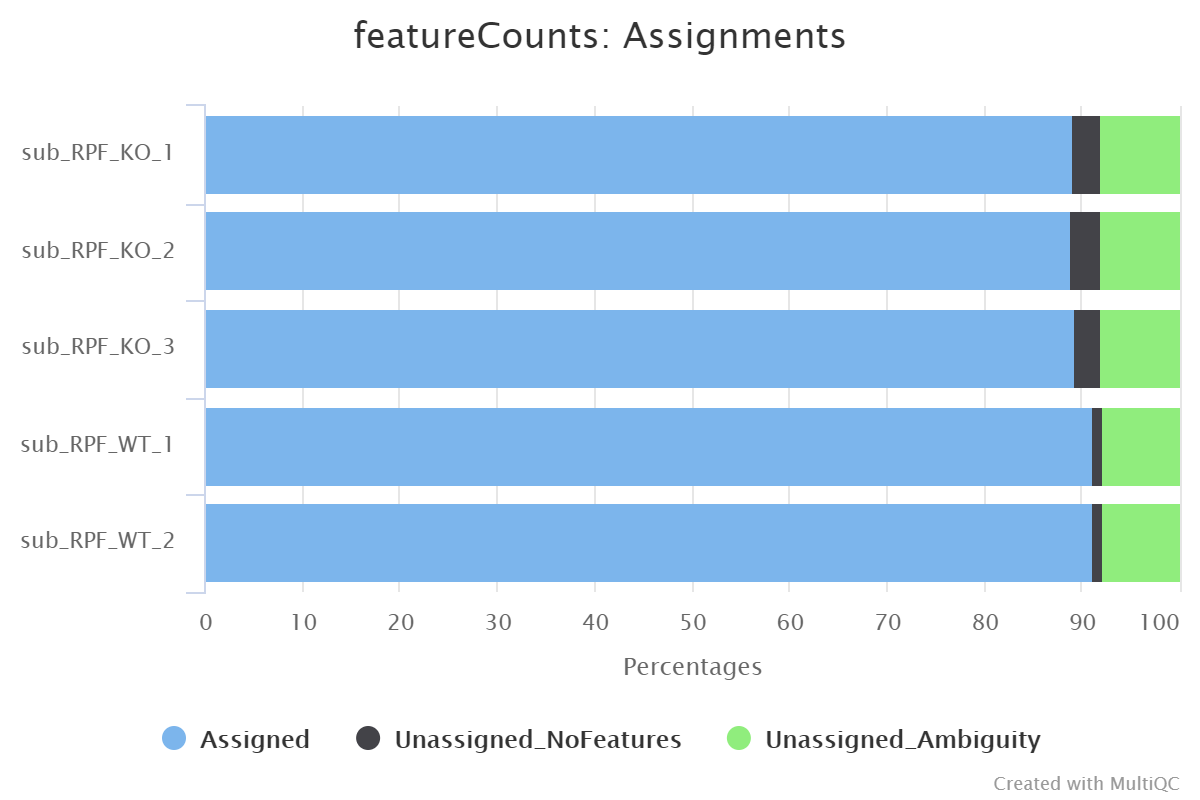 featureCounts: Assignments
sub_RPF_KO_1
sub_RPF_KO_2
sub_RPF_KO_3
sub_RPF_WT_1
sub_RPF_WT_2
0 10 20 30 40 50 60 70 80 90 100
Percentages
Assigned Unassigned_NoFeatures Unassigned_Ambiguity
Created with MultiQC